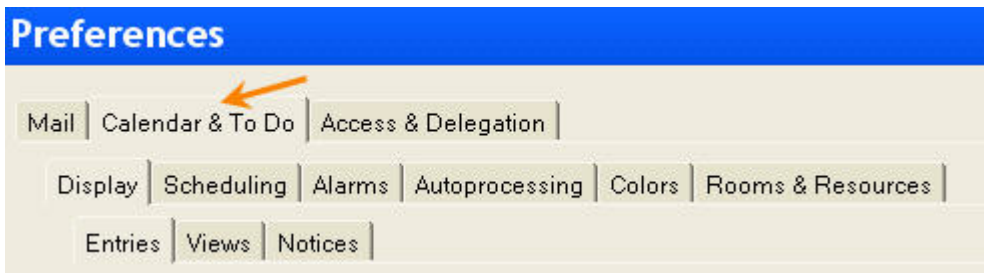 Preferences
Mail Calendar & To Do Access & Delegation
Display Scheduling Alarms Autoprocessing Colors Rooms & Resources
Entries Views Notices